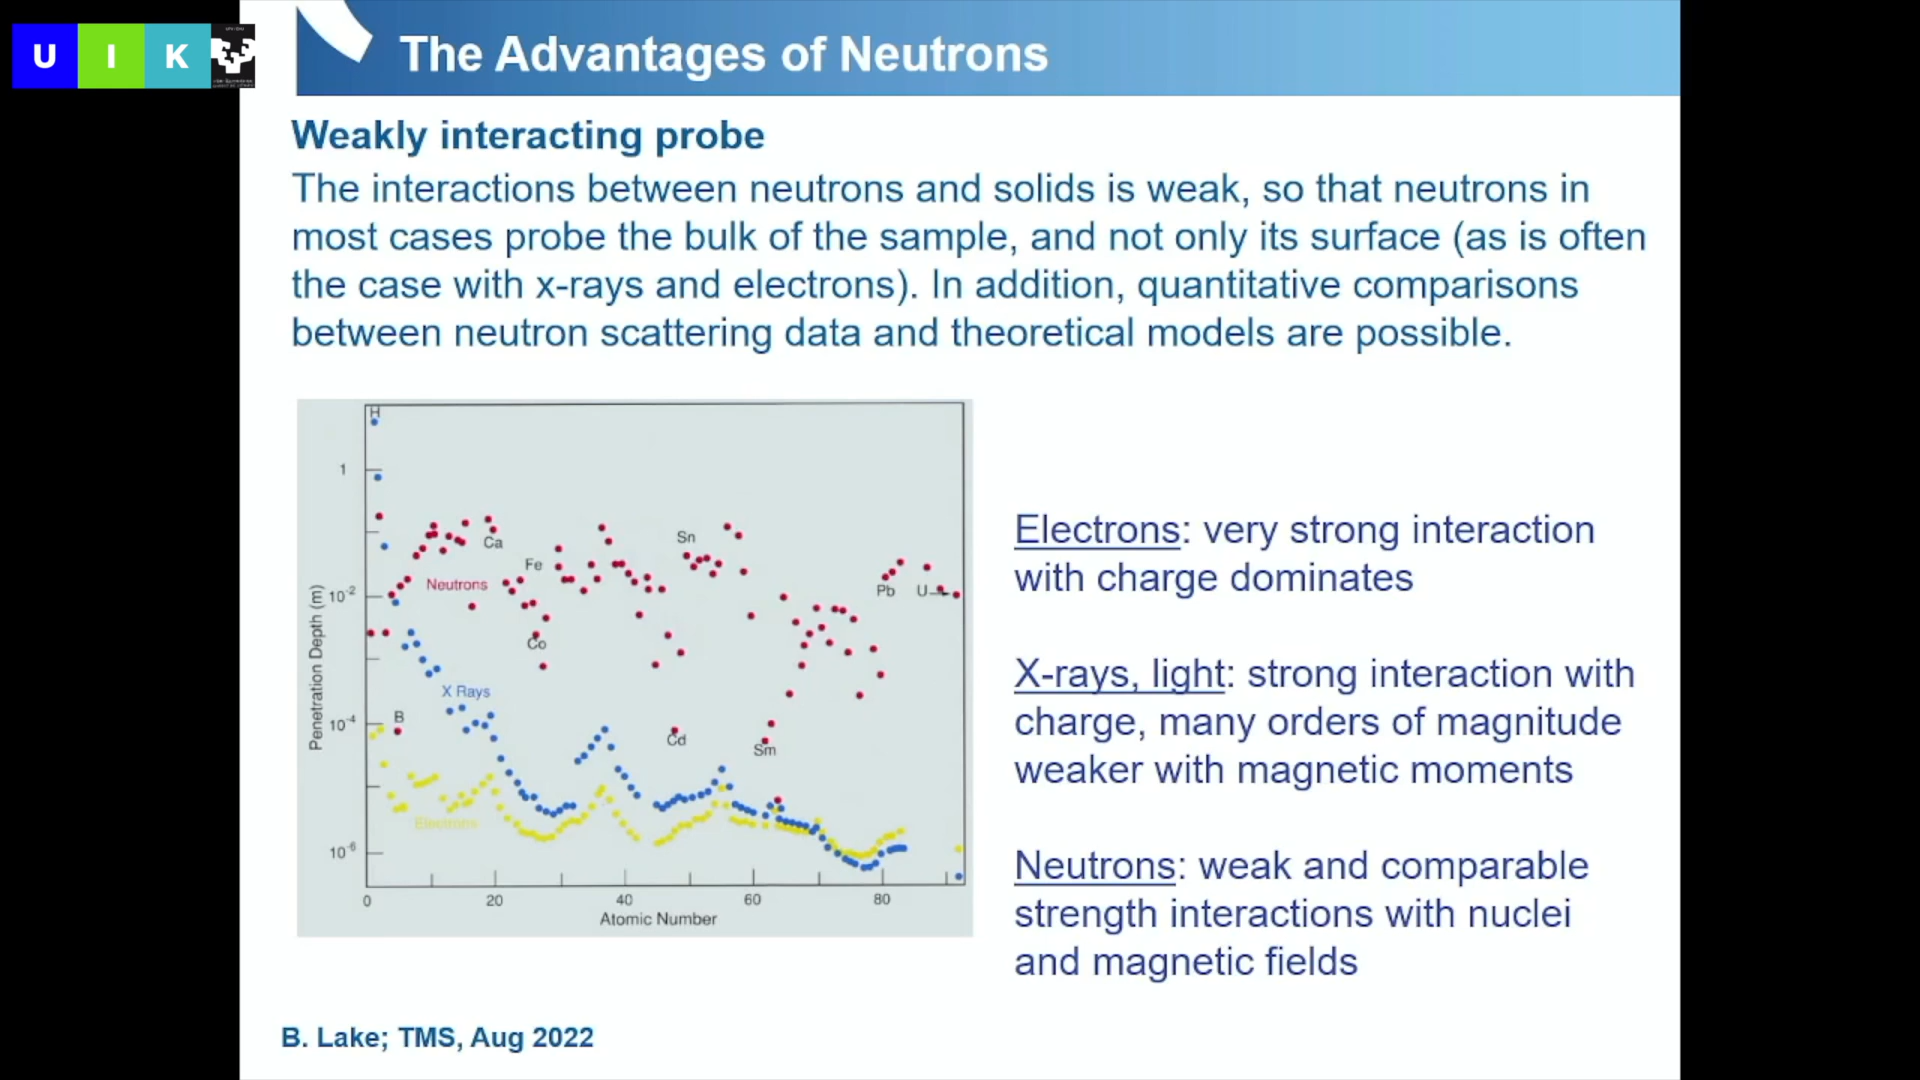 U I K
The Advantages of Neutrons
Weakly interacting probe
The interactions between neutrons and solids is weak, so that neutrons in
most cases probe the bulk of the sample, and not only its surface (as is often
the case with x-rays and electrons). In addition, quantitative comparisons
between neutron scattering data and theoretical models are possible.
H
1
Ca
Sn
Fe
Neutrons
10-2
Pb
U
Co
X Rays
B
10-4
Cd
Sm
Electrons
10-6
Penetration Depth (m)
0 20 40 60 80
Atomic Number
Electrons: very strong interaction
with charge dominates
X-rays, light: strong interaction with
charge, many orders of magnitude
weaker with magnetic moments
Neutrons: weak and comparable
strength interactions with nuclei
and magnetic fields
B. Lake; TMS, Aug 2022